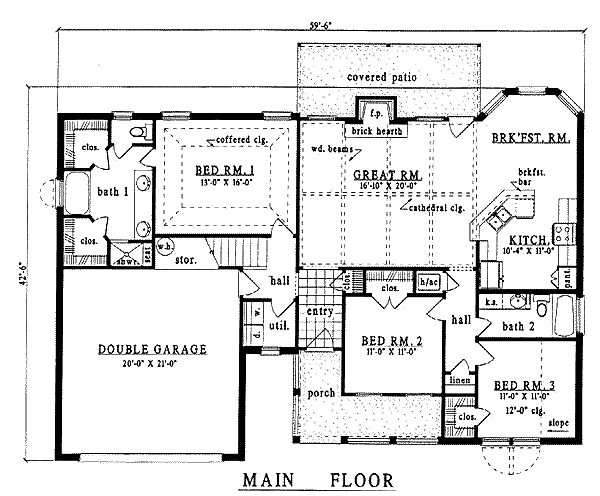 59'-6"
covered patio
f.p.
brick hearth
BRK'FST. RM.
clos.
coffered clg.
wd. beams
BED RM. 1
13'-0" X 16'-0"
GREAT RM.
16'-10" X 20'-0"
brkfst.
bar
bath 1
cathedral clg.
clos.
KITCH.
10'-4" X 11'-0"
w.h.
shwr.
seat
stor.
pant.
42'-6"
hall
clos.
clos.
h/ac
k.s.
w.
d.
util.
entry
hall
bath 2
DOUBLE GARAGE
20'-0" X 21'-0"
BED RM. 2
11'-0" X 11'-0"
porch
linen
BED RM. 3
11'-0" X 11'-0"
12'-0" clg.
clos.
slope
MAIN FLOOR